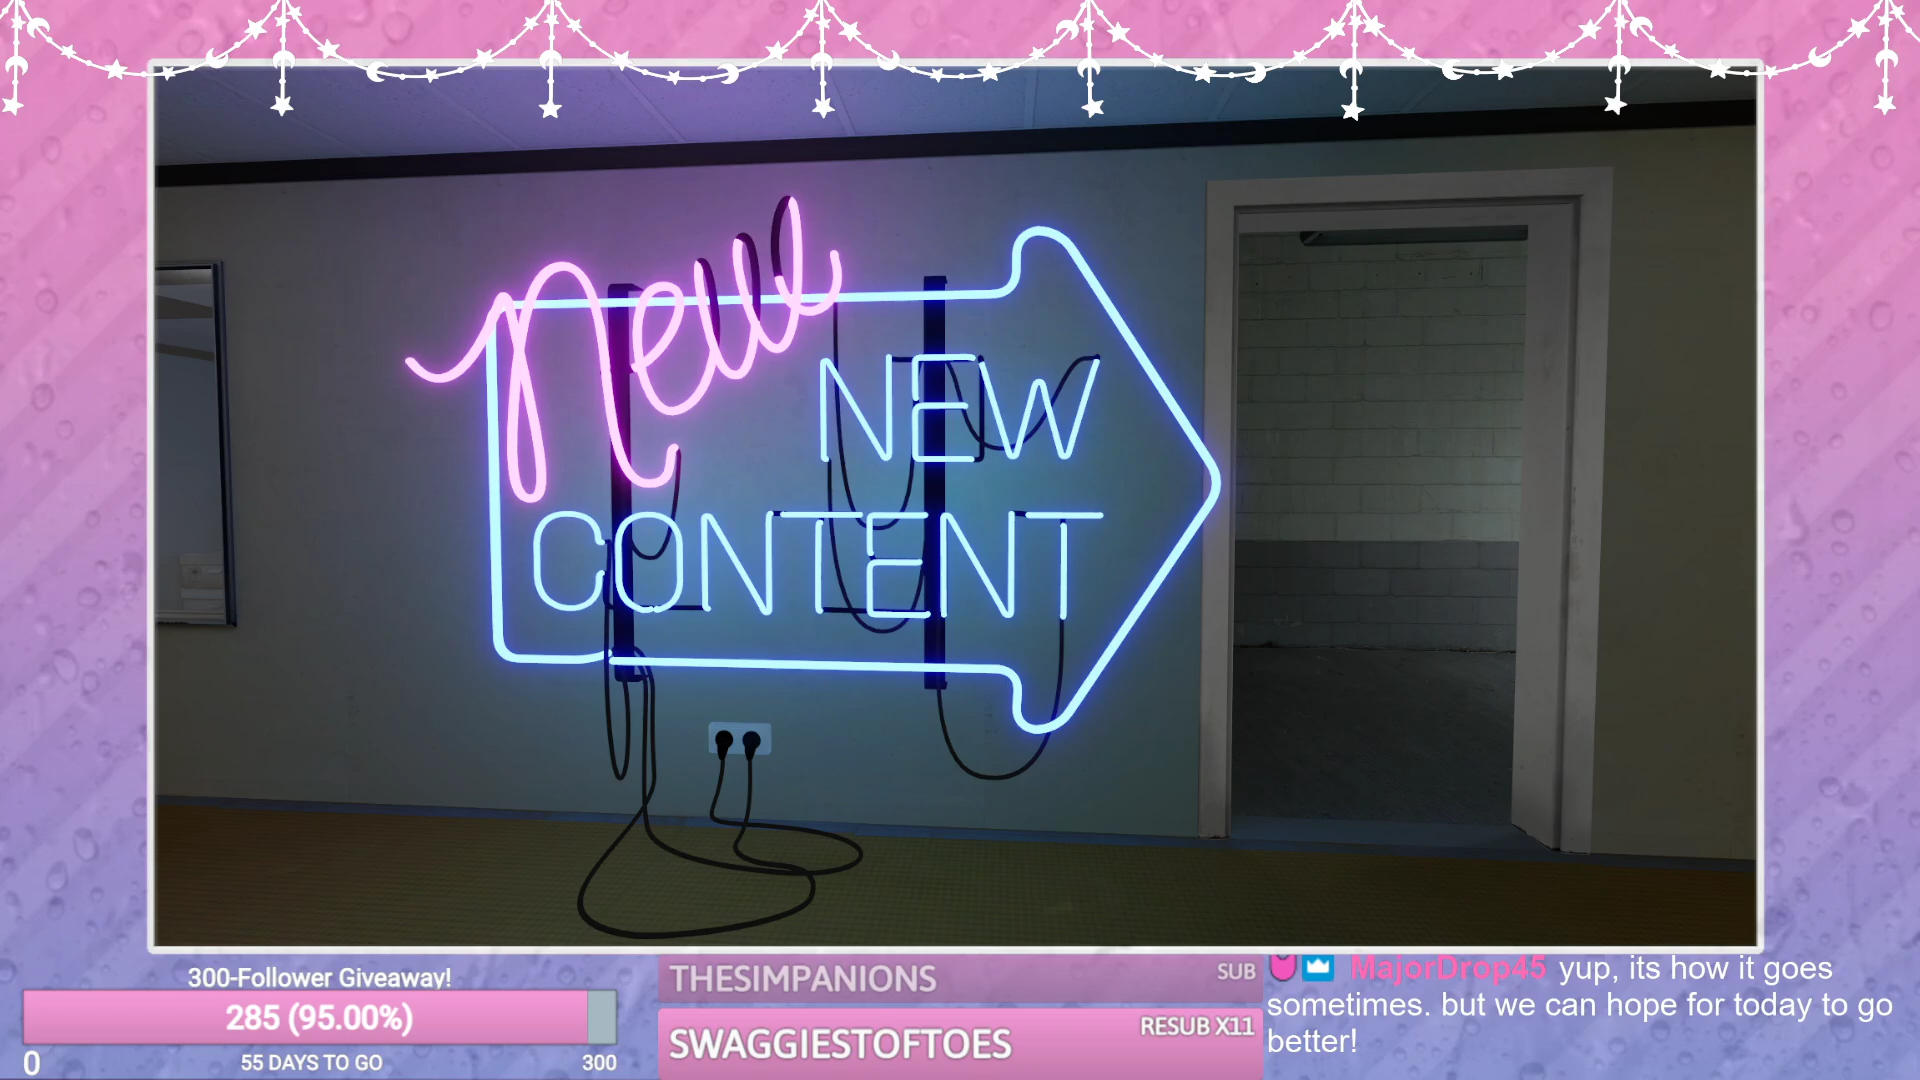 New
NEW
CONTENT
300-Follower Giveaway!
285 (95.00%)
0
55 DAYS TO GO
300
THESIMPANIONS
SUB
SWAGGIESTOFTOES
RESUB X11
MajorDrop45 yup, its how it goes
sometimes. but we can hope for today to go
better!